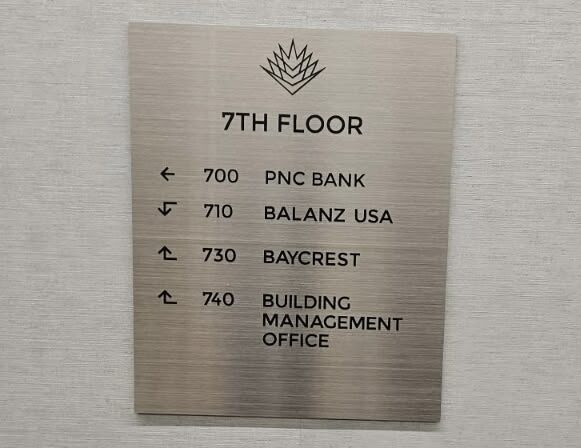 7TH FLOOR
← 700 PNC BANK
↙ 710 BALANZ USA
↰ 730 BAYCREST
↰ 740 BUILDING
MANAGEMENT
OFFICE